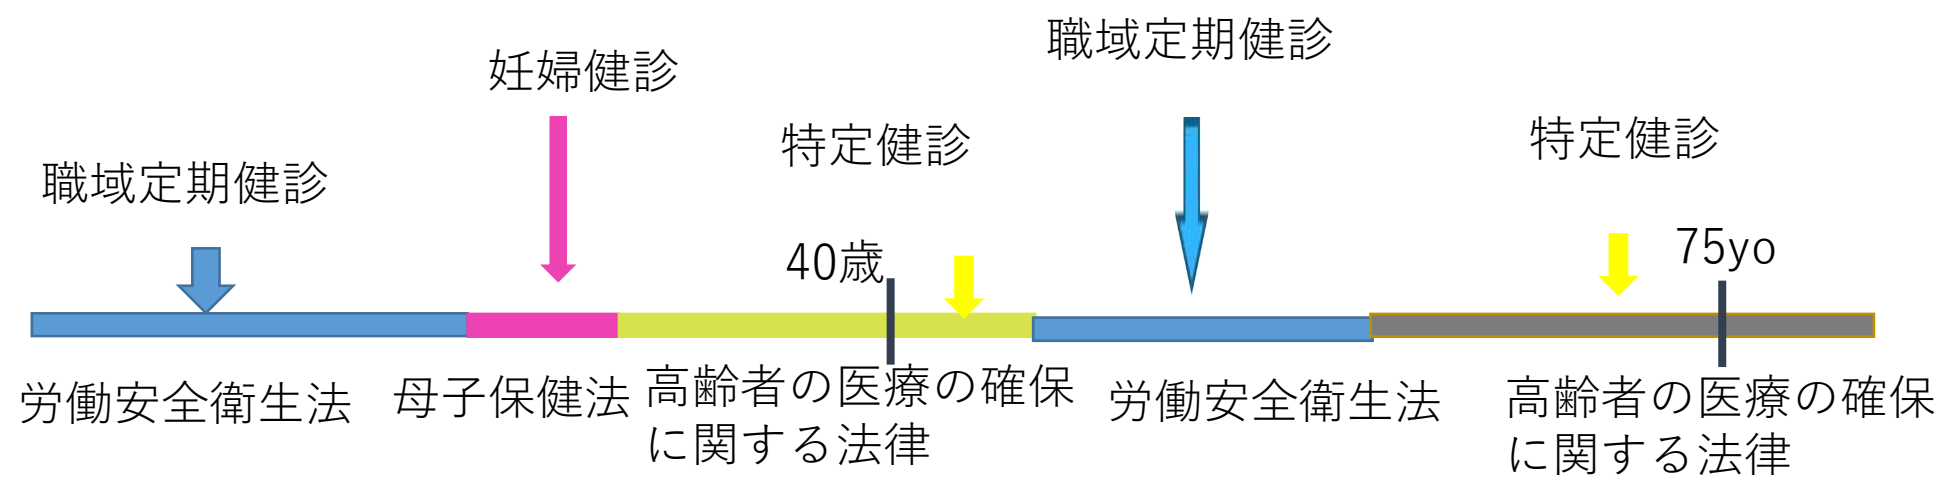 職域定期健診
妊婦健診
特定健診
職域定期健診
特定健診
40歳
75yo
労働安全衛生法
母子保健法
高齢者の医療の確保
に関する法律
労働安全衛生法
高齢者の医療の確保
に関する法律